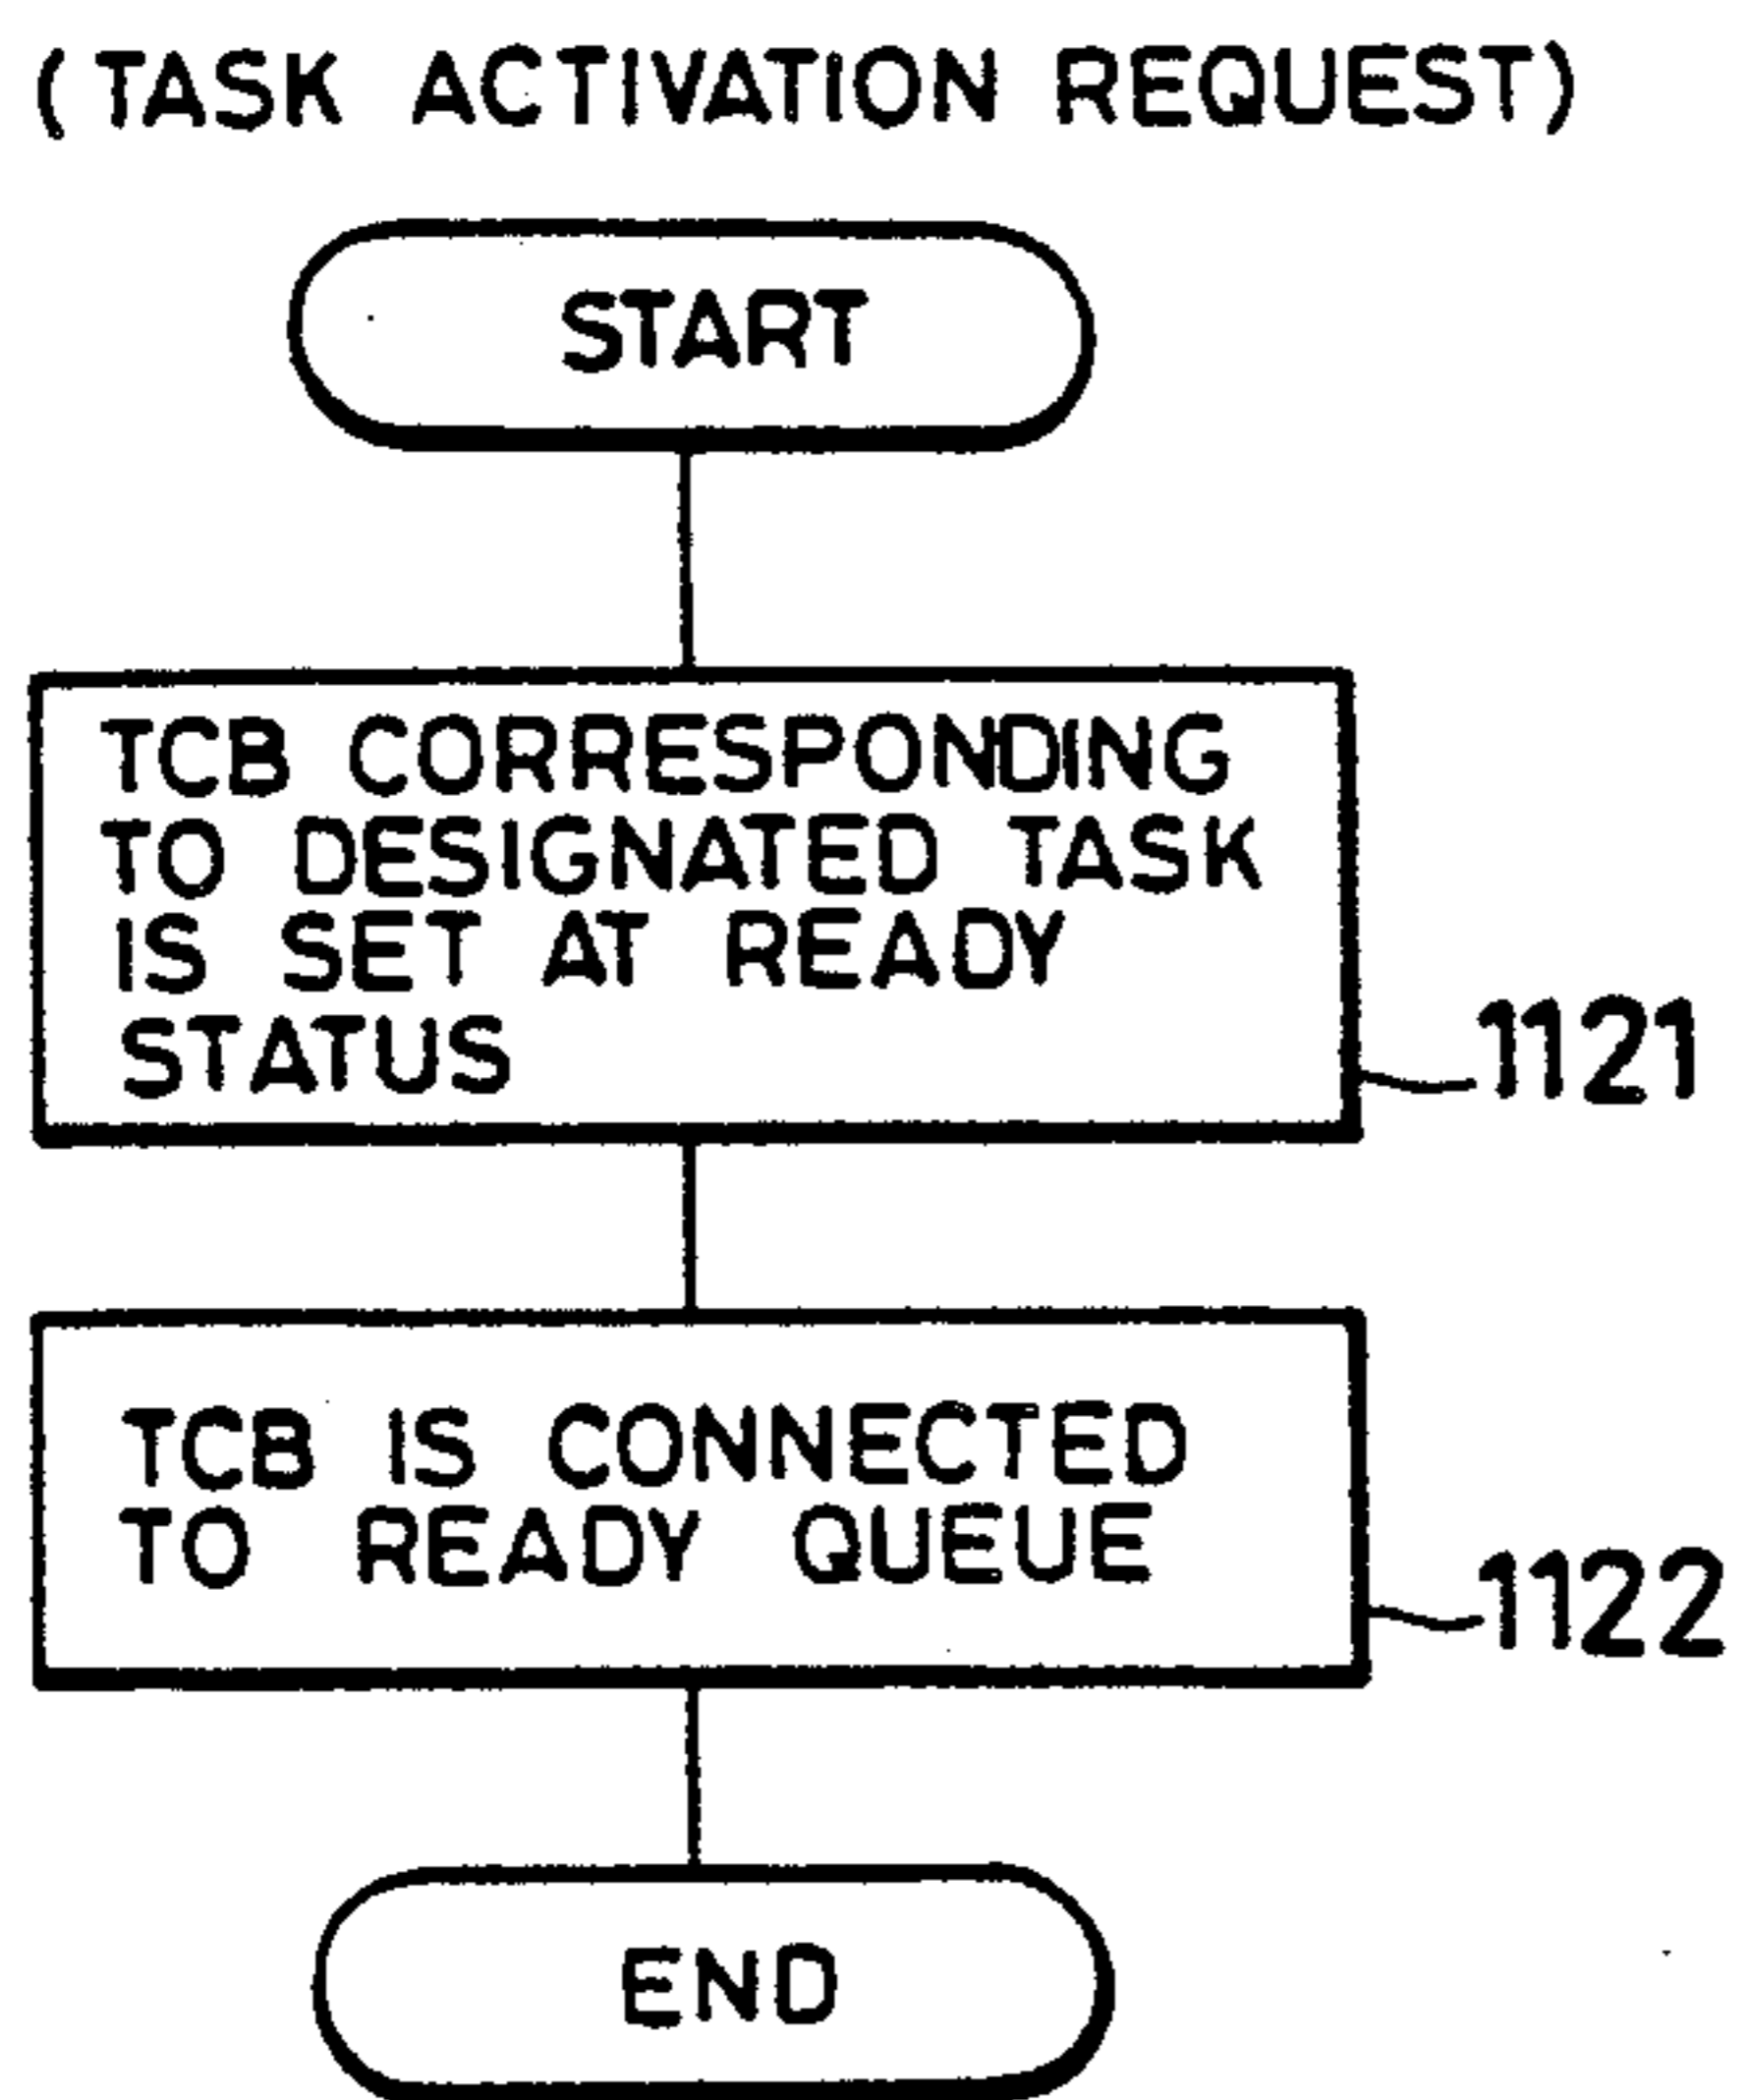 (TASK ACTIVATION REQUEST)
START
TCB CORRESPONDING
TO DESIGNATED TASK
IS SET AT READY
STATUS
1121
TCB IS CONNECTED
TO READY QUEUE
1122
END